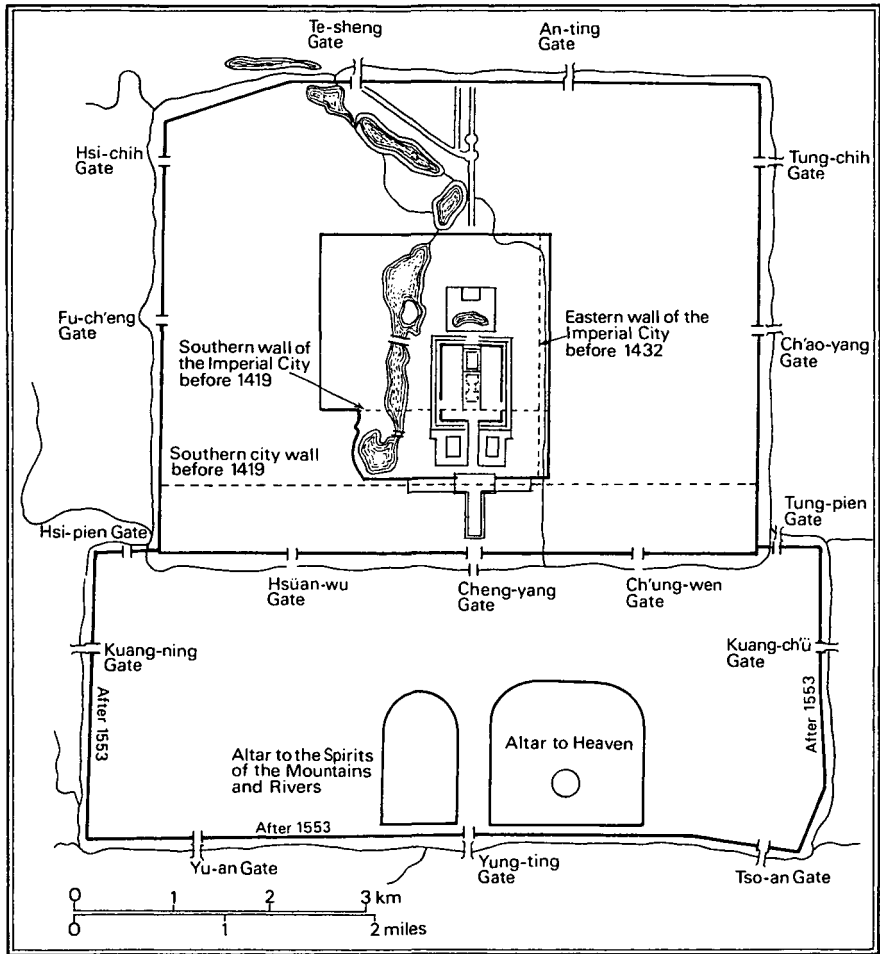 Te-sheng
Gate
An-ting
Gate
Hsi-chih
Gate
Tung-chih
Gate
Fu-ch'eng
Gate
Southern wall of
the Imperial City
before 1419
Eastern wall of the
Imperial City
before 1432
Ch'ao-yang
Gate
Southern city wall
before 1419
Hsi-pien Gate
Tung-pien
Gate
Hsüan-wu
Gate
Cheng-yang
Gate
Ch'ung-wen
Gate
Kuang-ning
Gate
Kuang-ch'ü
Gate
After 1553
After 1553
Altar to the Spirits
of the Mountains
and Rivers
Altar to Heaven
After 1553
Yu-an Gate
Yung-ting
Gate
Tso-an Gate
0 1 2 3 km
0 1 2 miles